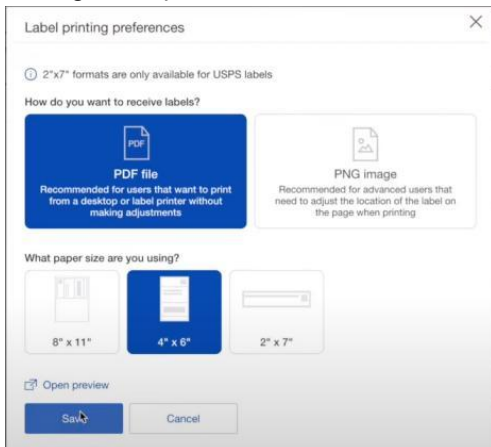 Label printing preferences
2"x7" formats are only available for USPS labels
How do you want to receive labels?
PDF
PDF file
Recommended for users that want to print
from a desktop or label printer without
making adjustments
PNG image
Recommended for advanced users that
need to adjust the location of the label on
the page when printing
What paper size are you using?
8" x 11"
4" x 6"
2" x 7"
Open preview
Save
Cancel